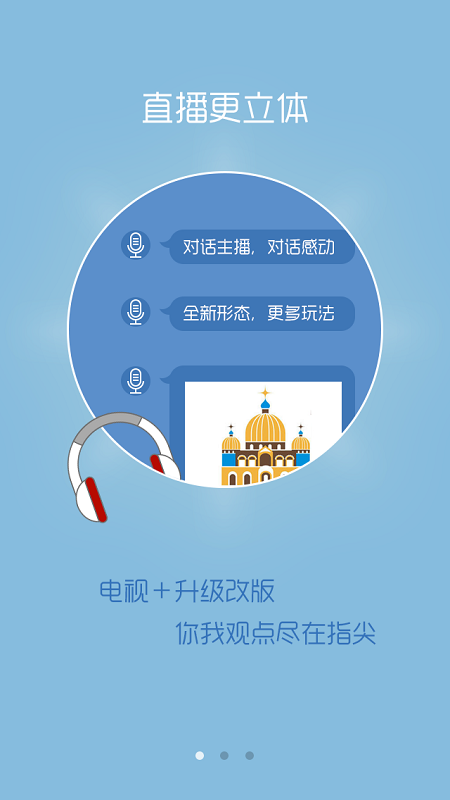 直播更立体
对话主播，对话感动
全新形态，更多玩法
电视＋升级改版
你我观点尽在指尖